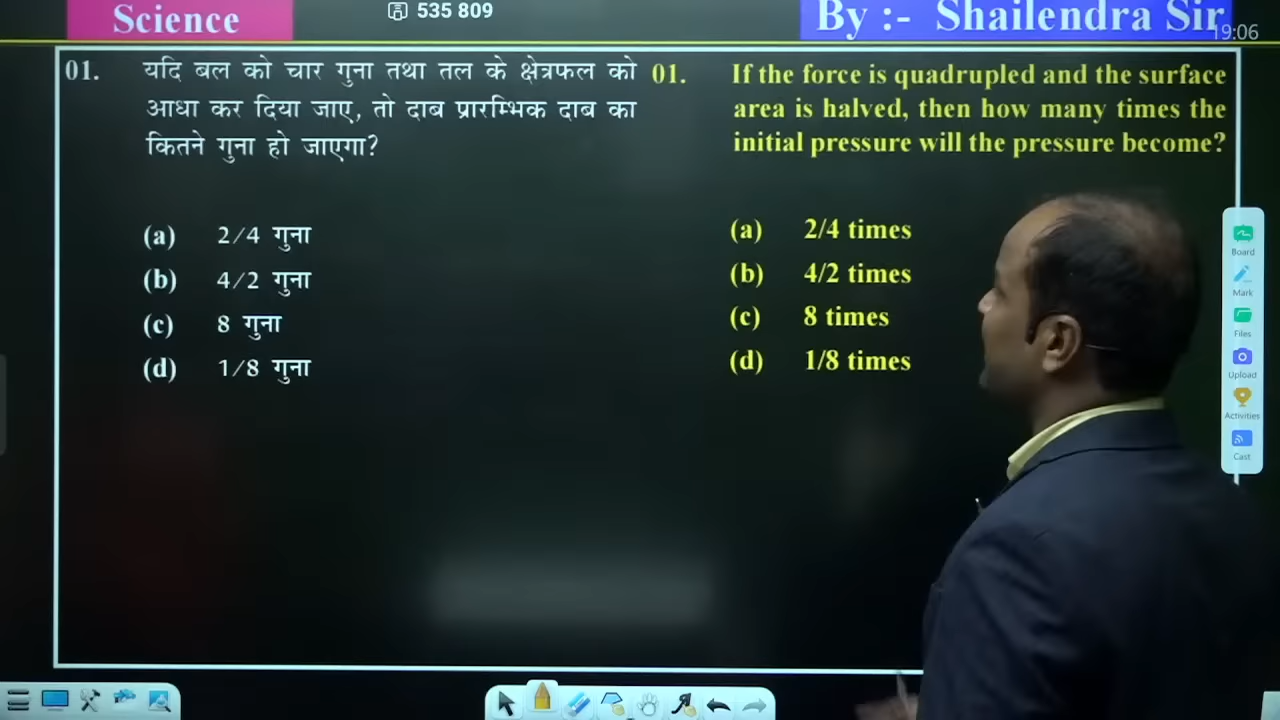 Science
535 809
By :- Shailendra Sir
19:06
01. यदि बल को चार गुना तथा तल के क्षेत्रफल को
आधा कर दिया जाए, तो दाब प्रारम्भिक दाब का
कितने गुना हो जाएगा?
(a) 2/4 गुना
(b) 4/2 गुना
(c) 8 गुना
(d) 1/8 गुना
01. If the force is quadrupled and the surface
area is halved, then how many times the
initial pressure will the pressure become?
(a) 2/4 times
(b) 4/2 times
(c) 8 times
(d) 1/8 times
Board
Mark
Files
Upload
Activities
Cast